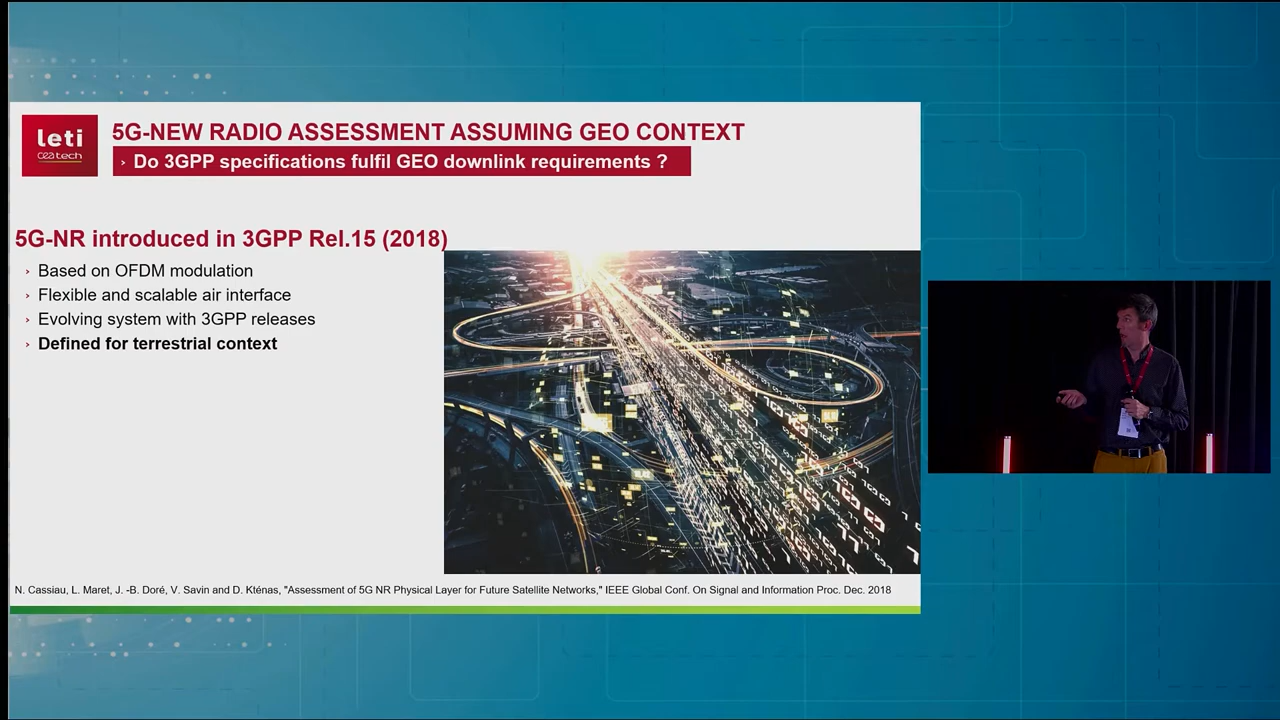 leti
cea tech
5G-NEW RADIO ASSESSMENT ASSUMING GEO CONTEXT
› Do 3GPP specifications fulfil GEO downlink requirements ?
5G-NR introduced in 3GPP Rel.15 (2018)
› Based on OFDM modulation
› Flexible and scalable air interface
› Evolving system with 3GPP releases
› Defined for terrestrial context
N. Cassiau, L. Maret, J. -B. Doré, V. Savin and D. Kténas, "Assessment of 5G NR Physical Layer for Future Satellite Networks," IEEE Global Conf. On Signal and Information Proc. Dec. 2018